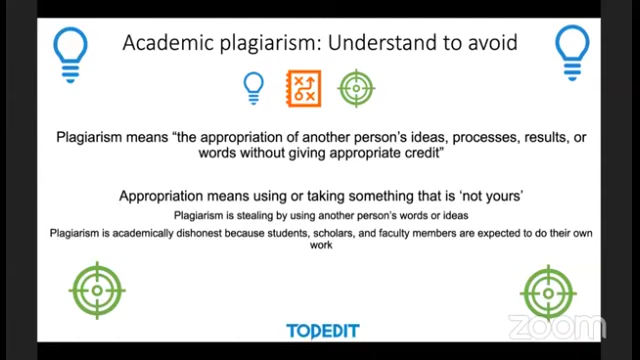 Academic plagiarism: Understand to avoid
Plagiarism means “the appropriation of another person’s ideas, processes, results, or
words without giving appropriate credit”
Appropriation means using or taking something that is ‘not yours’
Plagiarism is stealing by using another person’s words or ideas
Plagiarism is academically dishonest because students, scholars, and faculty members are expected to do their own
work
TOPEDIT
zoom